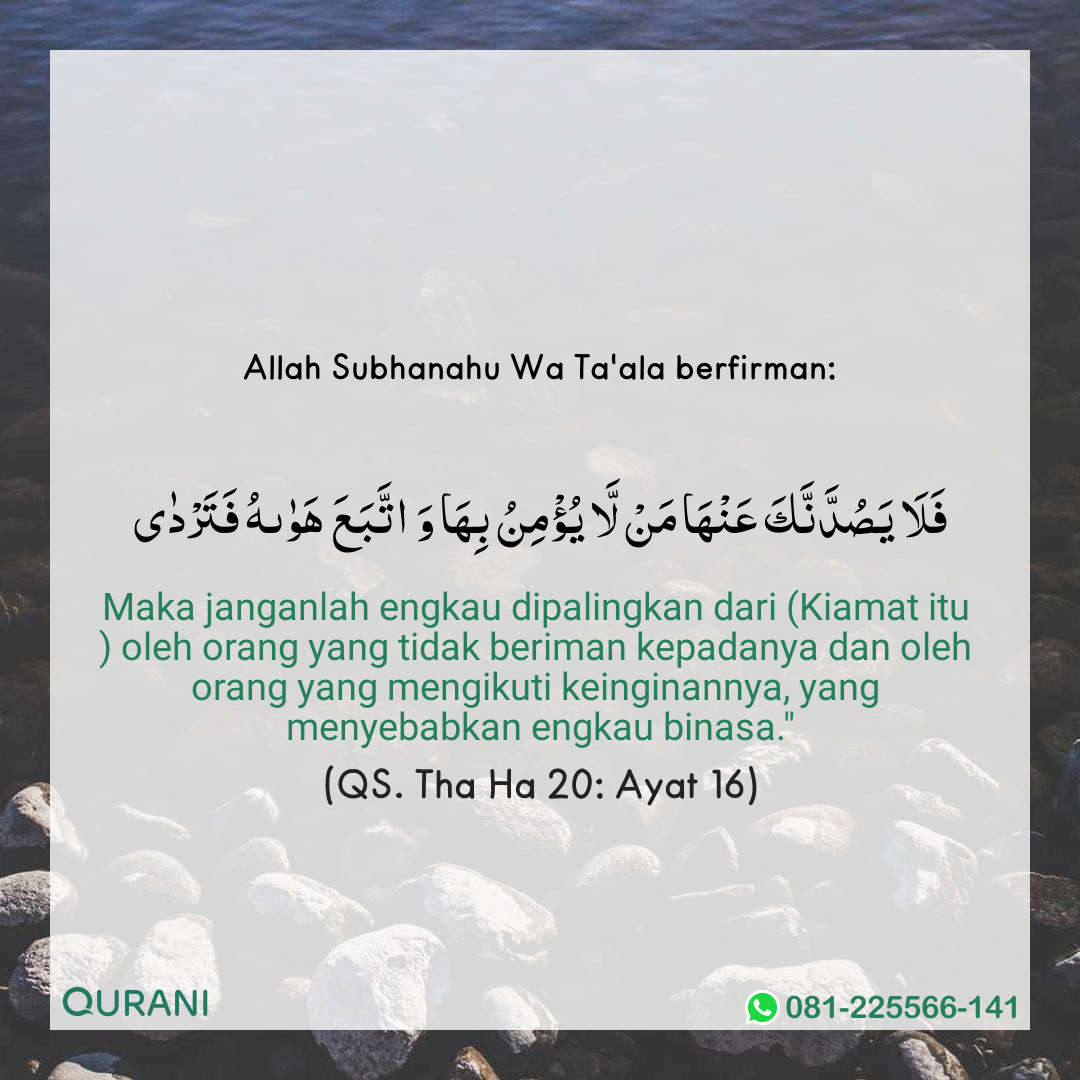 Allah Subhanahu Wa Ta'ala berfirman:
فَلَا يَصُدَّنَّكَ عَنْهَا مَنْ لَّا يُؤْمِنُ بِهَا وَ اتَّبَعَ هَوٰٮهُ فَتَرْدٰى
Maka janganlah engkau dipalingkan dari (Kiamat itu
) oleh orang yang tidak beriman kepadanya dan oleh
orang yang mengikuti keinginannya, yang
menyebabkan engkau binasa."
(QS. Tha Ha 20: Ayat 16)
QURANI
081-225566-141